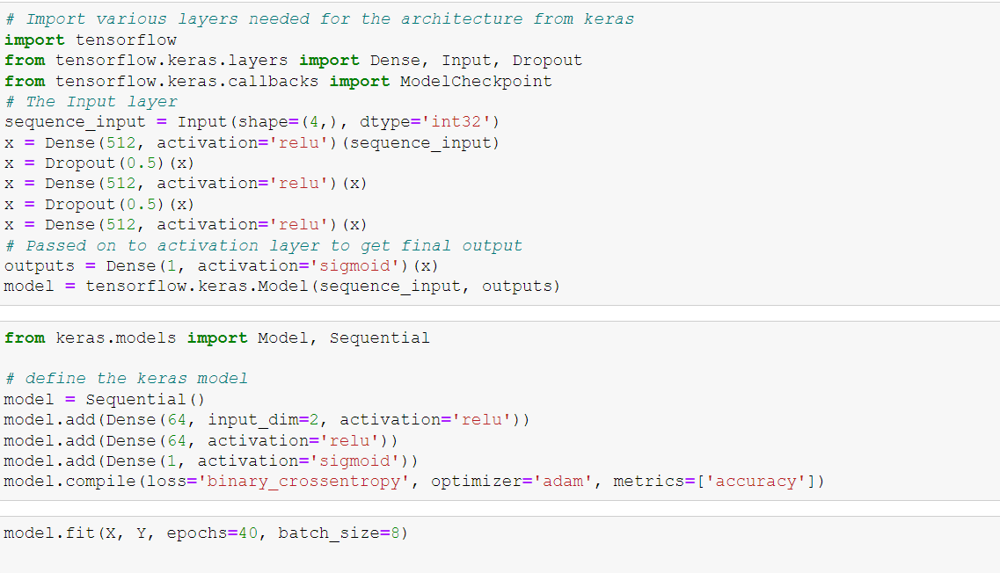 # Import various layers needed for the architecture from keras
import tensorflow
from tensorflow.keras.layers import Dense, Input, Dropout
from tensorflow.keras.callbacks import ModelCheckpoint
# The Input layer
sequence_input = Input(shape=(4,), dtype='int32')
x = Dense(512, activation='relu')(sequence_input)
x = Dropout(0.5)(x)
x = Dense(512, activation='relu')(x)
x = Dropout(0.5)(x)
x = Dense(512, activation='relu')(x)
# Passed on to activation layer to get final output
outputs = Dense(1, activation='sigmoid')(x)
model = tensorflow.keras.Model(sequence_input, outputs)
from keras.models import Model, Sequential
# define the keras model
model = Sequential()
model.add(Dense(64, input_dim=2, activation='relu'))
model.add(Dense(64, activation='relu'))
model.add(Dense(1, activation='sigmoid'))
model.compile(loss='binary_crossentropy', optimizer='adam', metrics=['accuracy'])
model.fit(X, Y, epochs=40, batch_size=8)